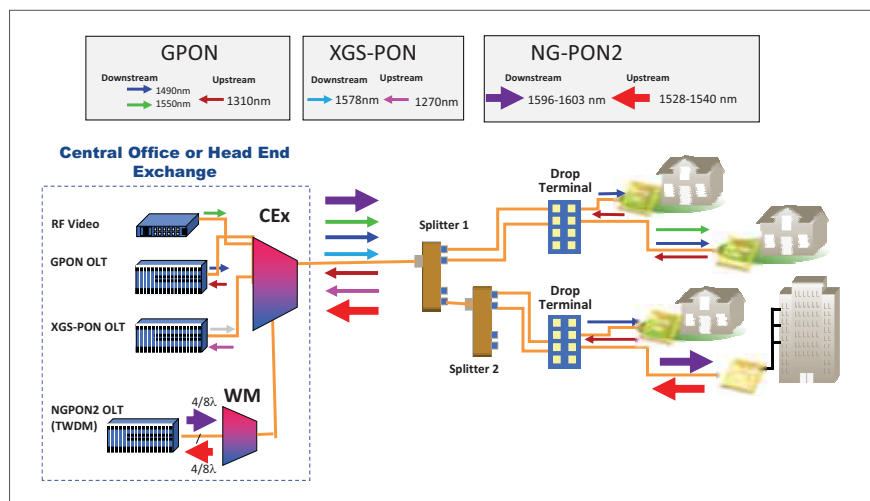 GPON
Downstream
Upstream
1490nm
1550nm
1310nm
XGS-PON
Downstream
Upstream
1578nm
1270nm
NG-PON2
Downstream
Upstream
1596-1603 nm
1528-1540 nm
Central Office or Head End
Exchange
RF Video
CEx
GPON OLT
XGS-PON OLT
NGPON2 OLT
(TWDM)
4/8λ
WM
4/8λ
Splitter 1
Splitter 2
Drop
Terminal
Drop
Terminal